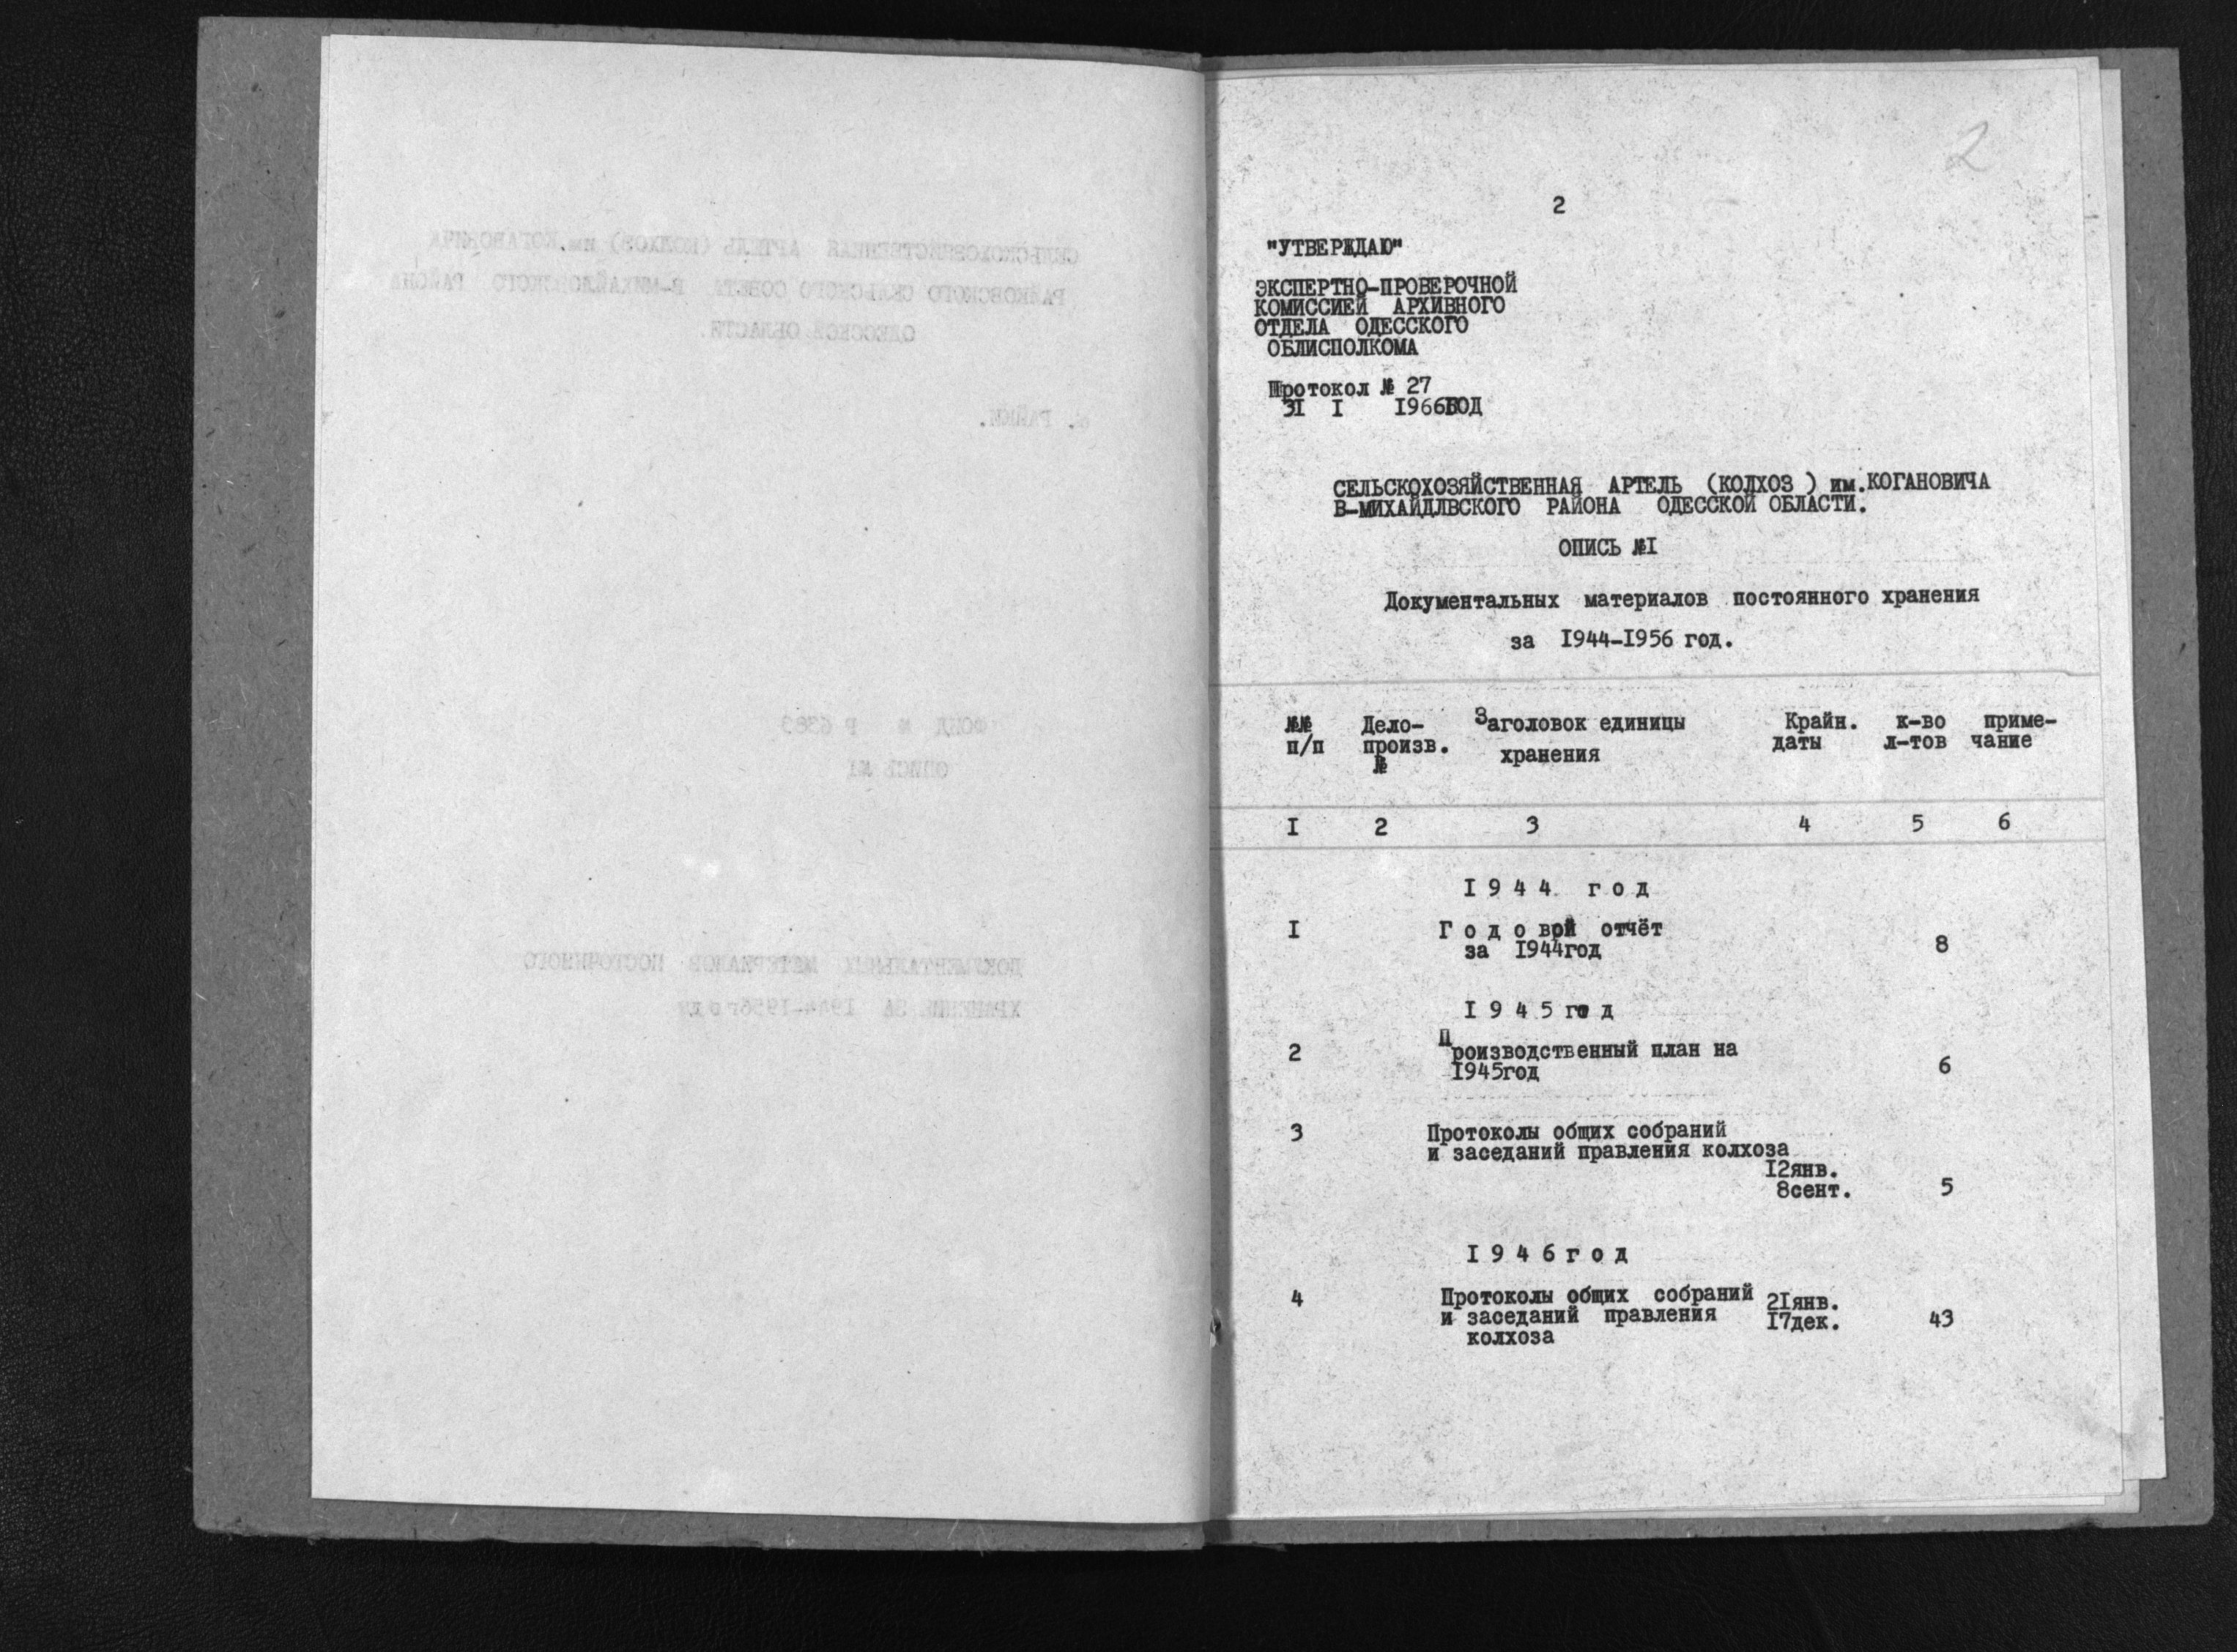 2
2
"УТВЕРЖДАЮ"
ЭКСПЕРТНО-ПРОВЕРОЧНОЙ
КОМИССИЕЙ АРХИВНОГО
ОТДЕЛА ОДЕССКОГО
ОБЛИСПОЛКОМА
Протокол № 27
31 I 1966ГОД
СЕЛЬСКОХОЗЯЙСТВЕННАЯ АРТЕЛЬ (КОЛХОЗ ) им.КОГАНОВИЧА
В-МИХАЙДЛВСКОГО РАЙОНА ОДЕССКОЙ ОБЛАСТИ.
ОПИСЬ №I
Документальных материалов постоянного хранения
за I944-I956 год.
№№ Дело- Заголовок единицы Крайн. к-во приме-
п/п произв. хранения даты л-тов чание
№
I 2 3 4 5 6
I 9 4 4 г о д
I Г о д о вой отчёт
за I944год 8
I 9 4 5 го д
2 Производственный план на
I945год 6
3 Протоколы общих собраний
и заседаний правления колхоза
I2янв.
8сент. 5
I 9 4 6 г о д
4 Протоколы общих собраний 2Iянв.
и заседаний правления I7дек. 43
колхоза